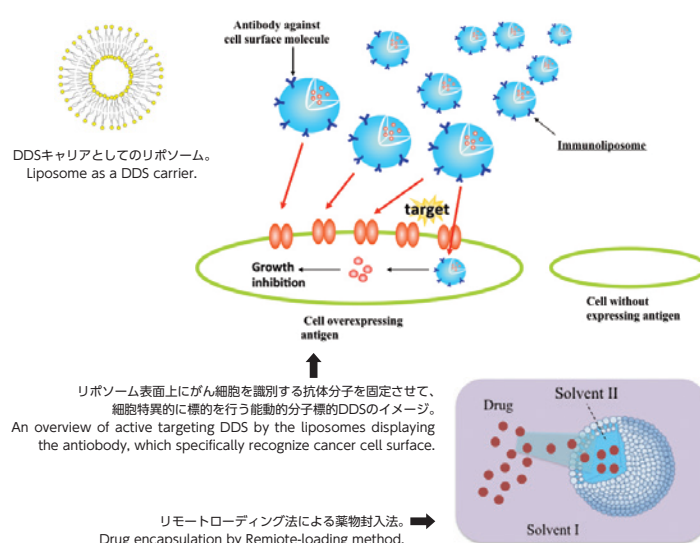 Antibody against
cell surface molecule
DDSキャリアとしてのリポソーム。
Liposome as a DDS carrier.
Immunoliposome
target
Growth
inhibition
Cell overexpressing
antigen
Cell without
expressing antigen
リポソーム表面上にがん細胞を識別する抗体分子を固定させて、
細胞特異的に標的を行う能動的分子標的DDSのイメージ。
An overview of active targeting DDS by the liposomes displaying
the antiobody, which specifically recognize cancer cell surface.
Drug
Solvent II
Solvent I
リモートローディング法による薬物封入法。
Drug encapsulation by Remiote-loading method.